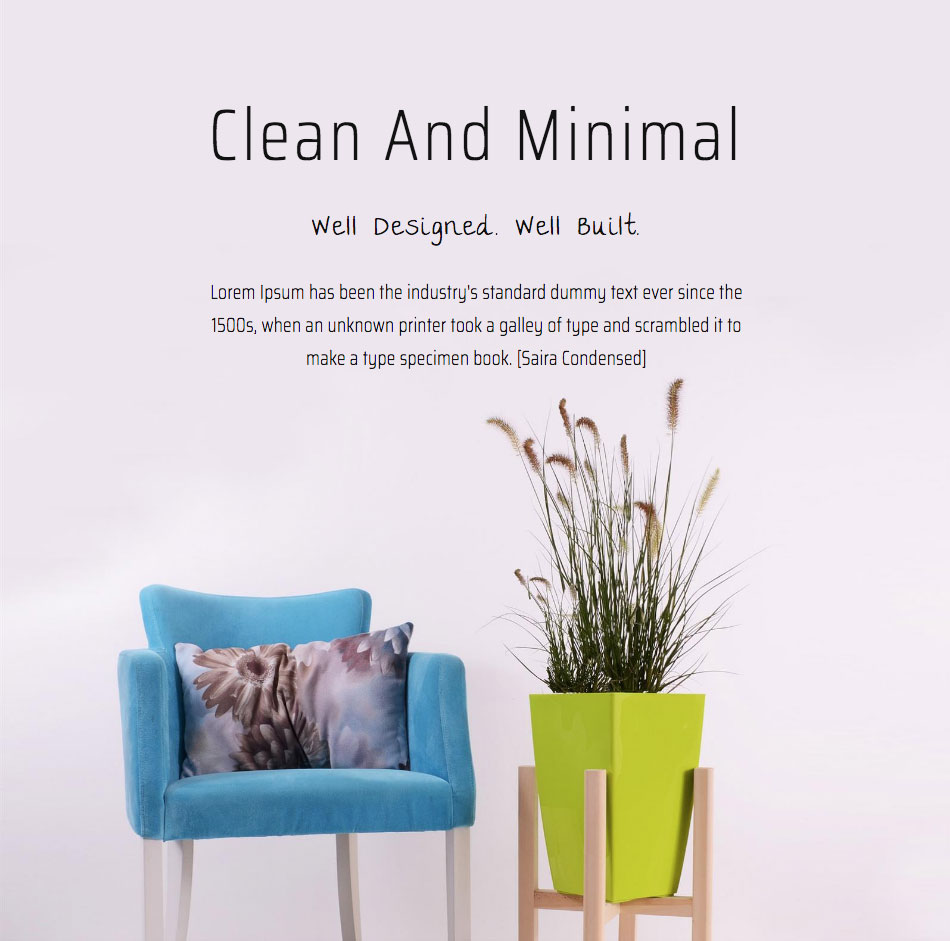 Clean And Minimal
Well Designed. Well Built.
Lorem Ipsum has been the industry's standard dummy text ever since the
1500s, when an unknown printer took a galley of type and scrambled it to
make a type specimen book. [Saira Condensed]